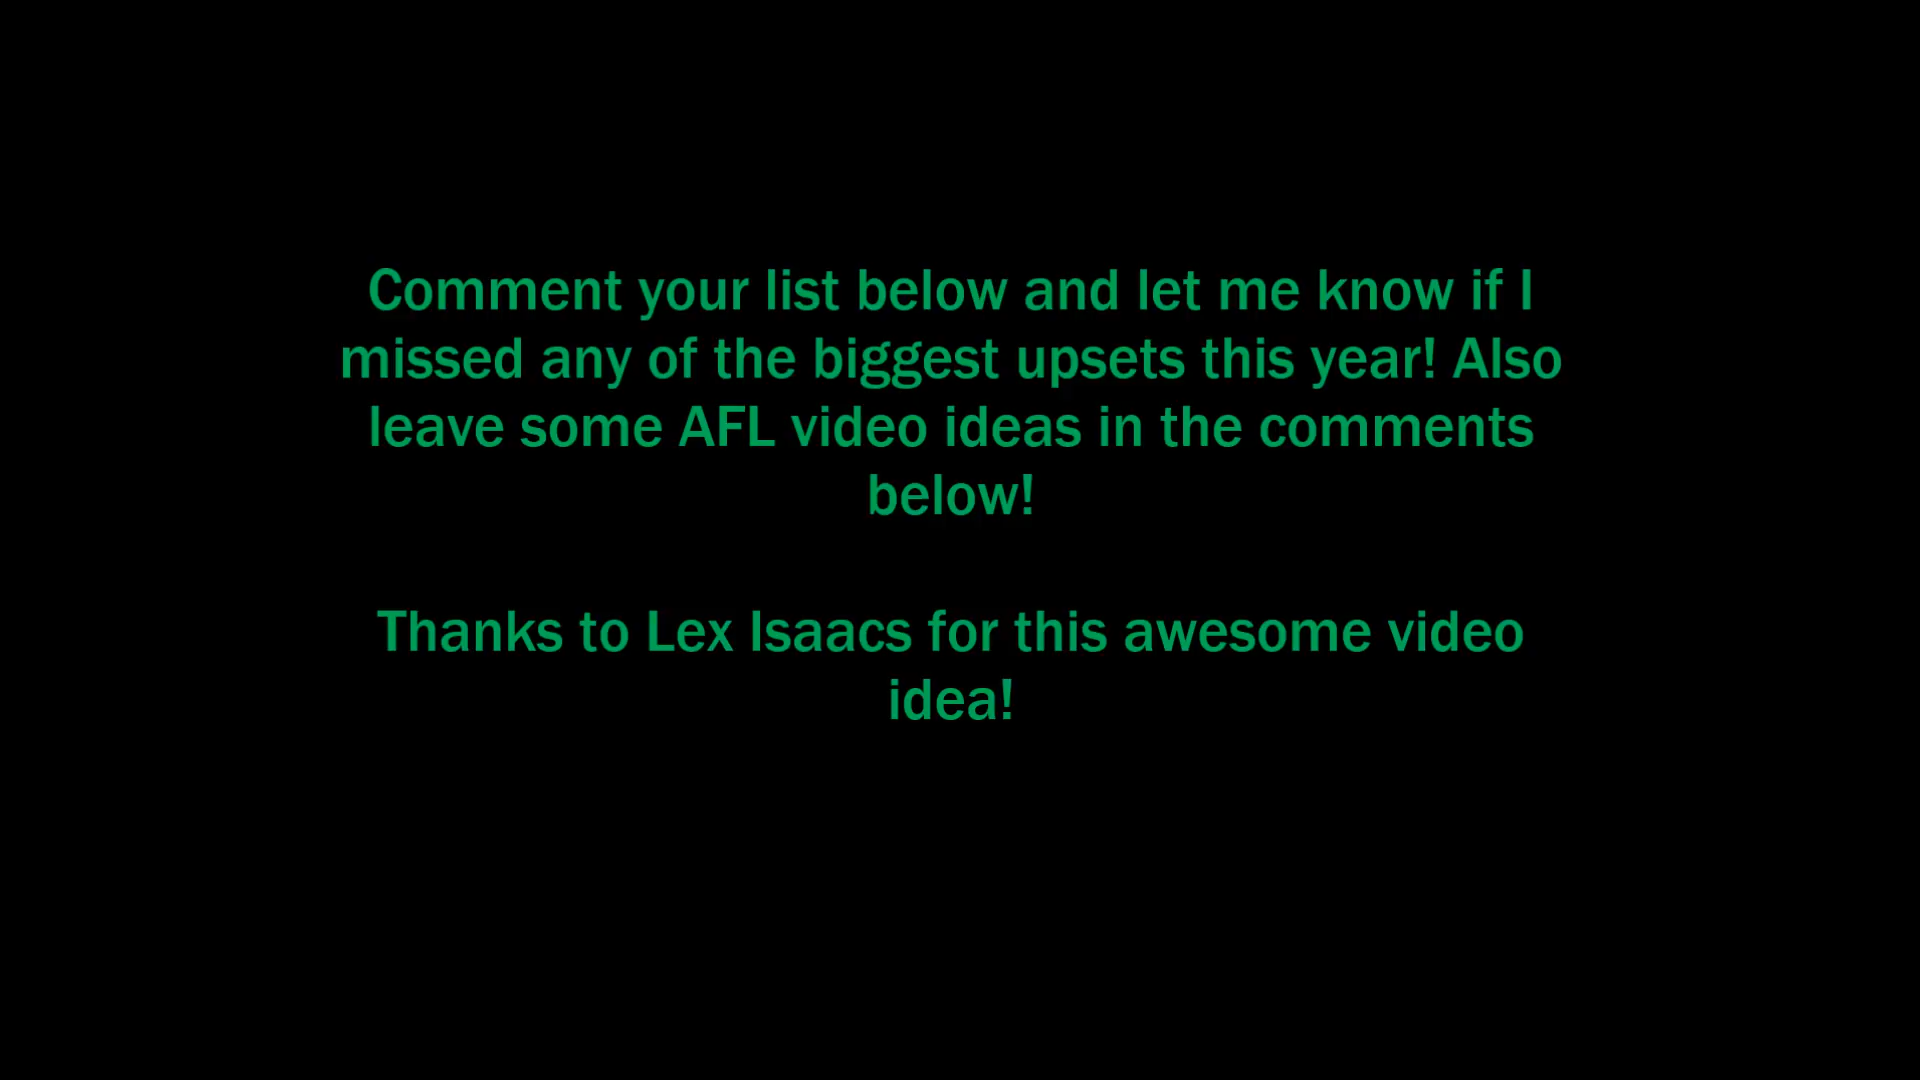 Comment your list below and let me know if I
missed any of the biggest upsets this year! Also
leave some AFL video ideas in the comments
below!
Thanks to Lex Isaacs for this awesome video
idea!